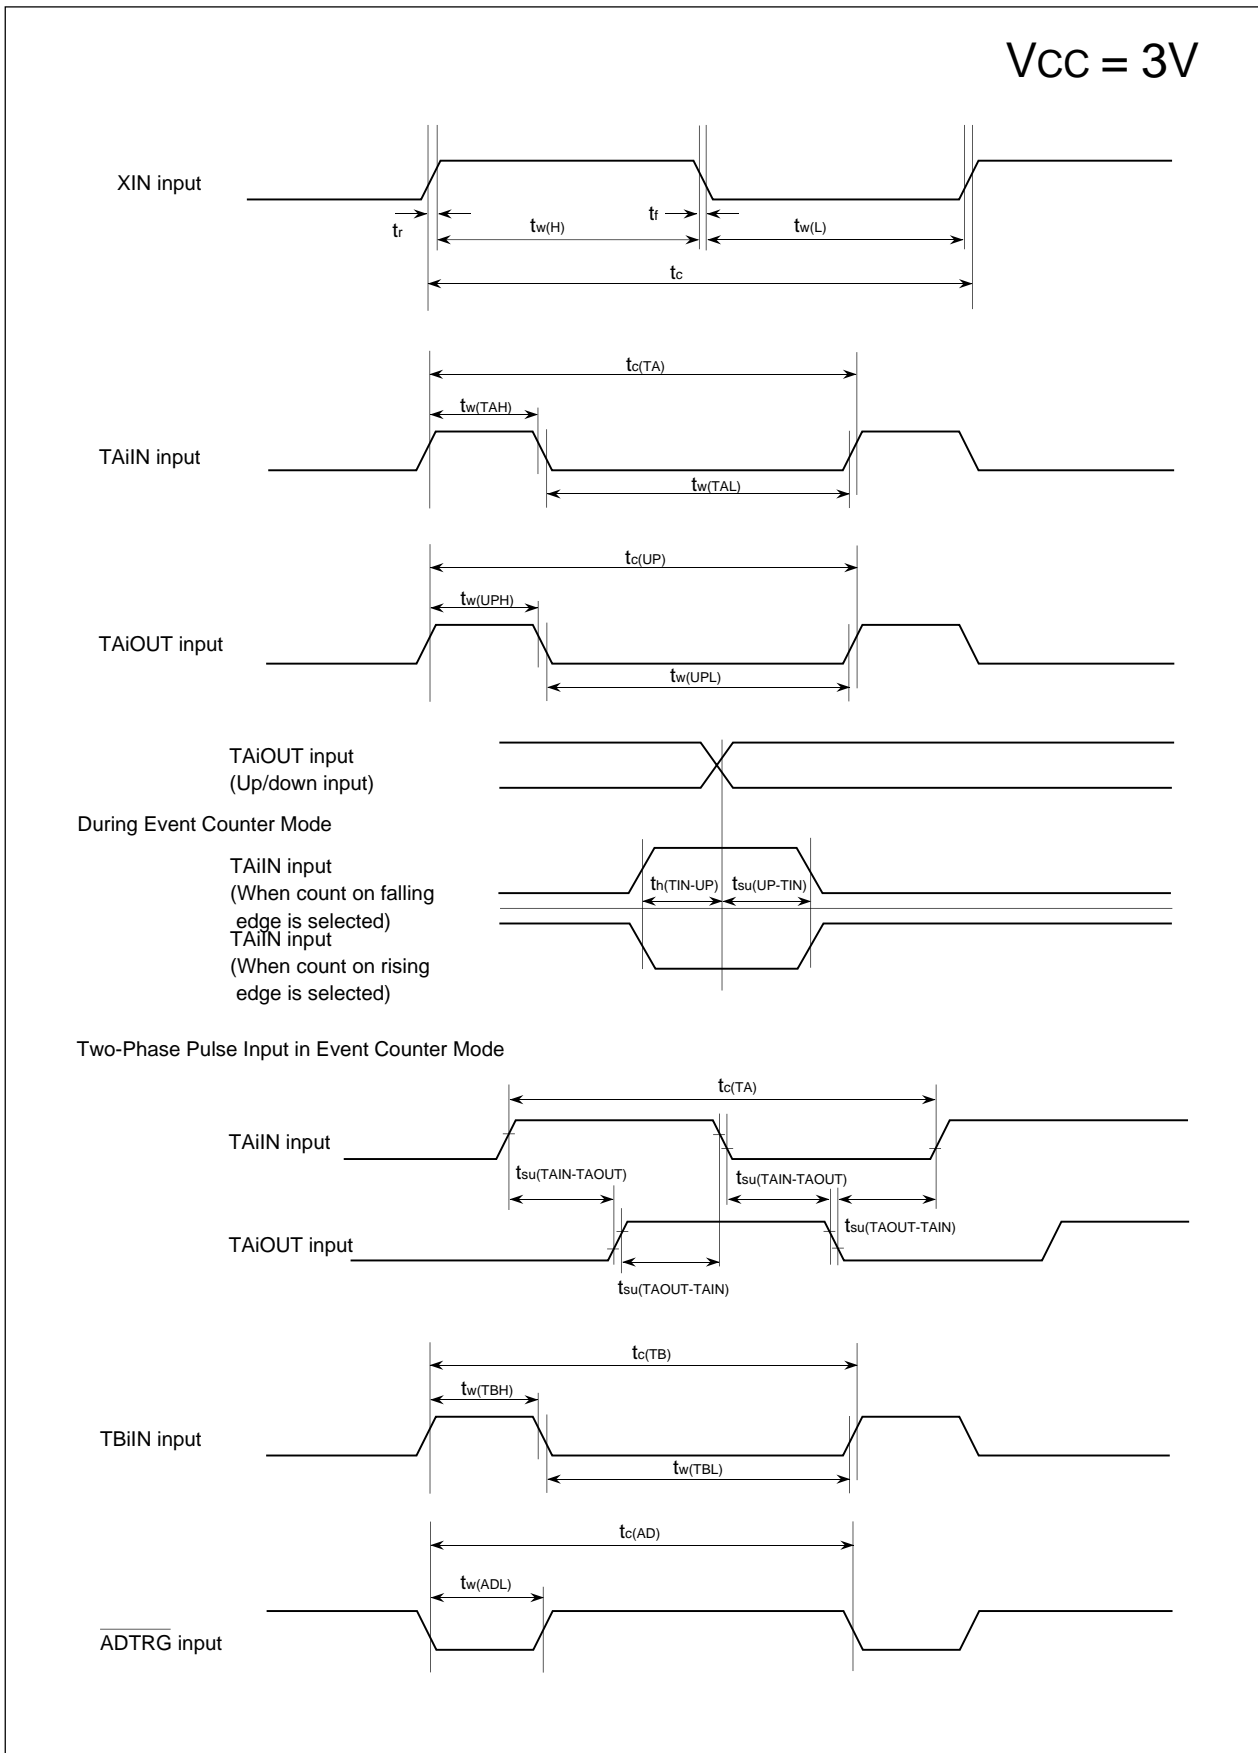 VCC = 3V
XIN input
tr
tw(H)
tf
tw(L)
tc
tc(TA)
tw(TAH)
TAiIN input
tw(TAL)
tc(UP)
tw(UPH)
TAiOUT input
tw(UPL)
TAiOUT input
(Up/down input)
During Event Counter Mode
TAiIN input
(When count on falling
edge is selected)
th(TIN-UP)
tsu(UP-TIN)
TAiIN input
(When count on rising
edge is selected)
Two-Phase Pulse Input in Event Counter Mode
tc(TA)
TAiIN input
tsu(TAIN-TAOUT)
tsu(TAIN-TAOUT)
tsu(TAOUT-TAIN)
TAiOUT input
tsu(TAOUT-TAIN)
tc(TB)
tw(TBH)
TBiIN input
tw(TBL)
tc(AD)
tw(ADL)
ADTRG input